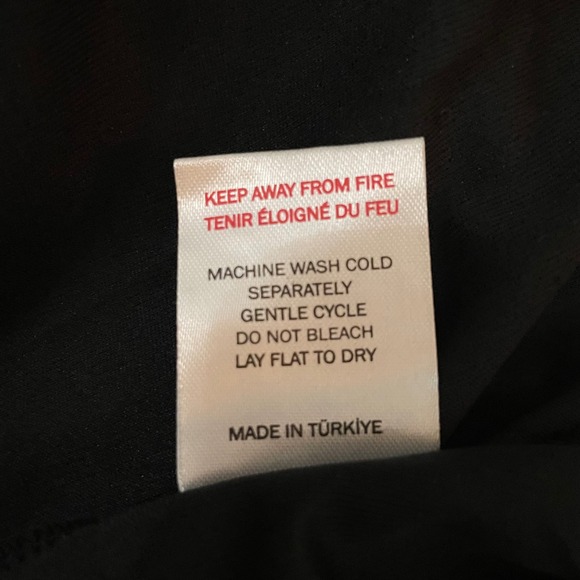 KEEP AWAY FROM FIRE
TENIR ÉLOIGNÉ DU FEU
MACHINE WASH COLD
SEPARATELY
GENTLE CYCLE
DO NOT BLEACH
LAY FLAT TO DRY
MADE IN TÜRKİYE